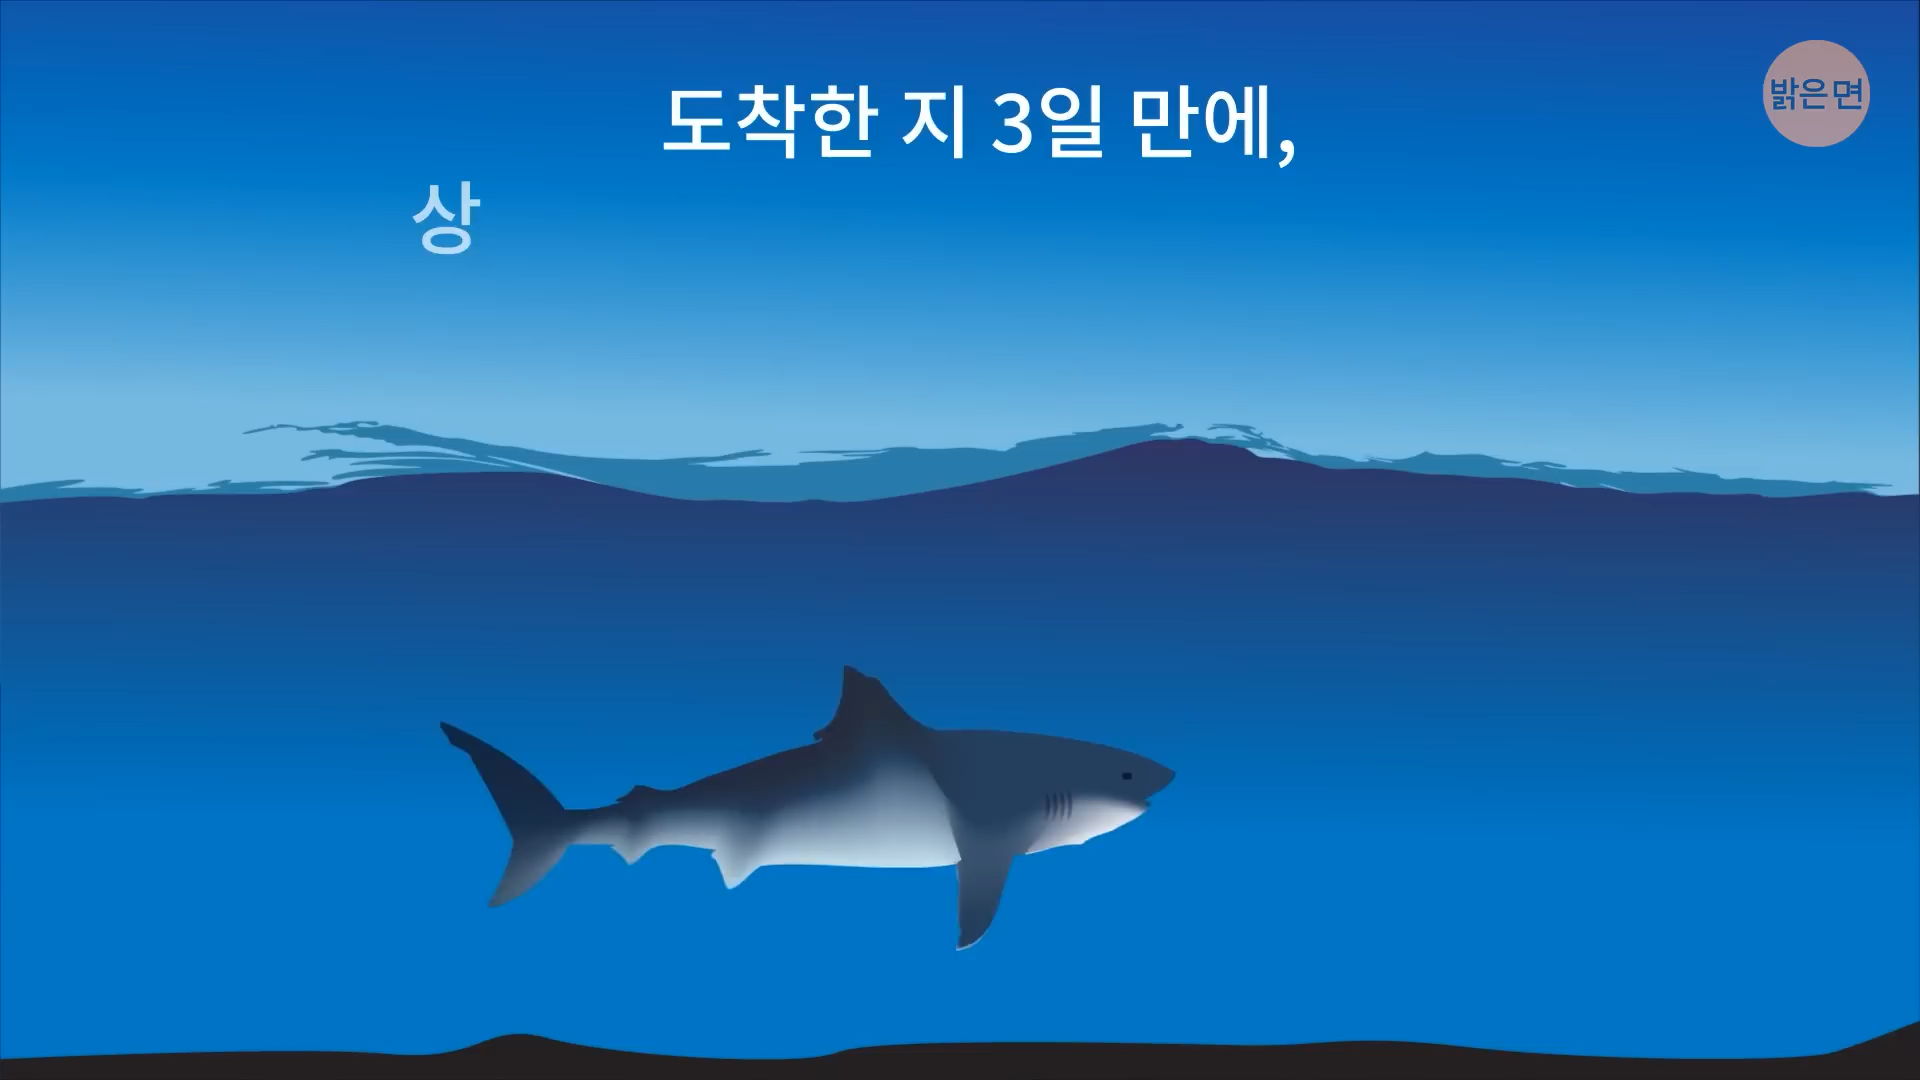 도착한 지 3일 만에,
밝은면
상